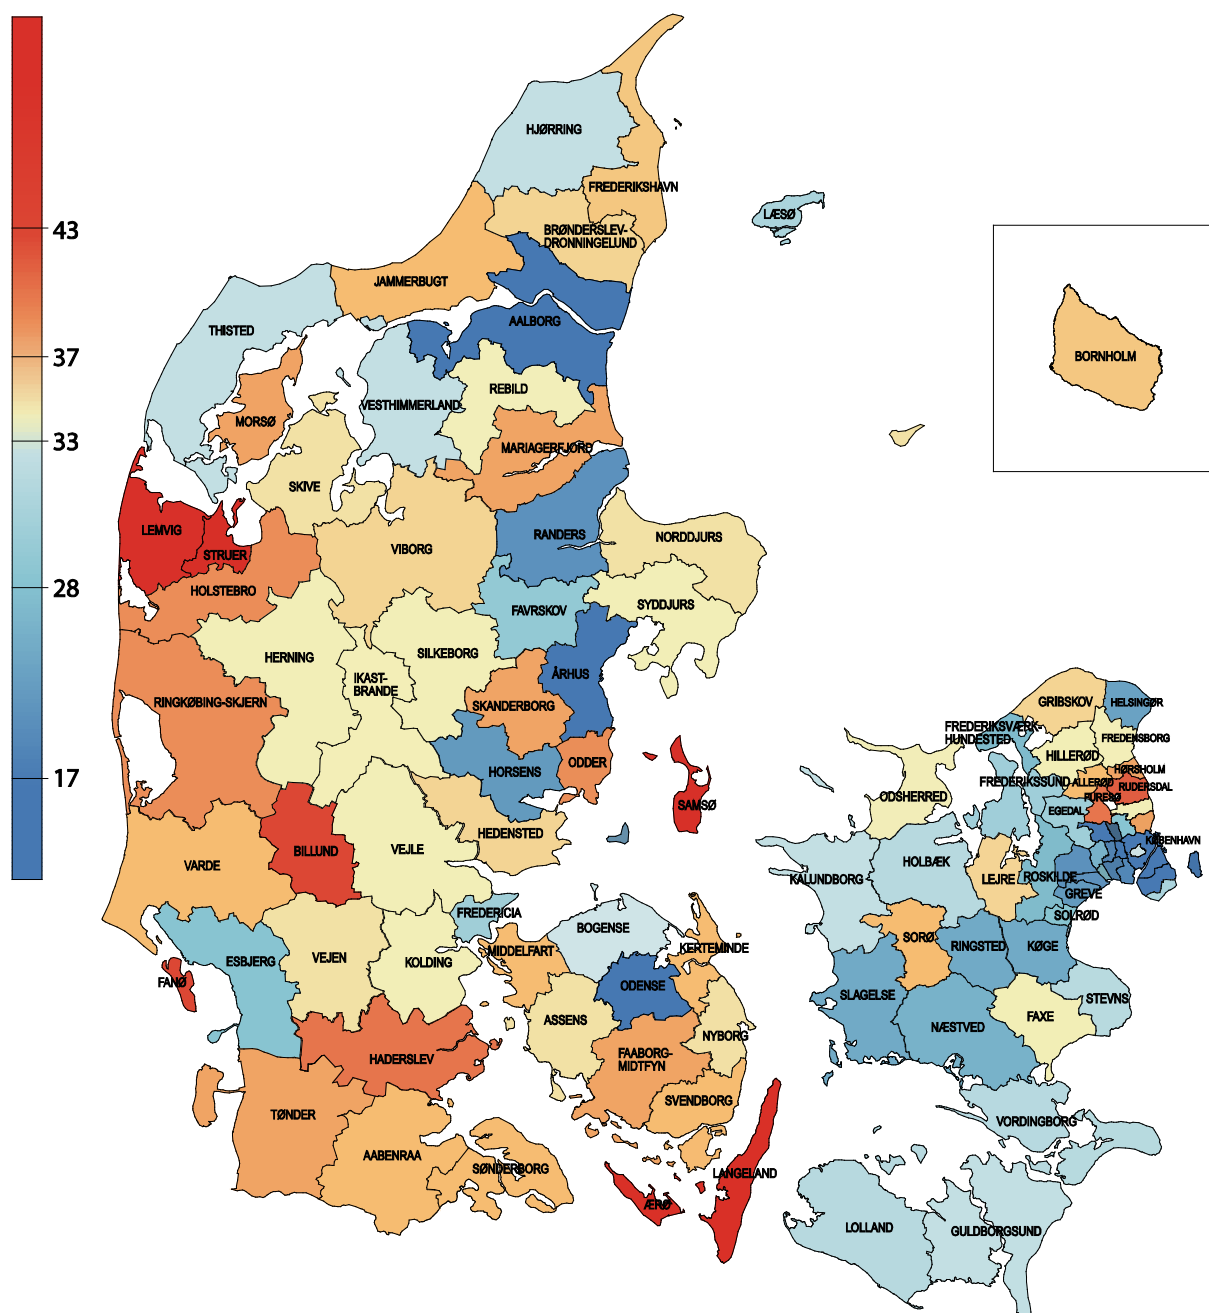 43
37
33
28
17
HJØRRING
FREDERIKSHAVN
LÆSØ
BRØNDERSLEV-
DRONNINGELUND
JAMMERBUGT
AALBORG
THISTED
BORNHOLM
REBILD
VESTHIMMERLAND
MORSØ
MARIAGERFJORD
SKIVE
LEMVIG
STRUER
VIBORG
RANDERS
NORDDJURS
HOLSTEBRO
FAVRSKOV
SYDDJURS
HERNING
SILKEBORG
IKAST-
BRANDE
ÅRHUS
RINGKØBING-SKJERN
SKANDERBORG
HORSENS
ODDER
SAMSØ
HEDENSTED
VARDE
BILLUND
VEJLE
FREDERICIA
ESBJERG
VEJEN
KOLDING
FANØ
HADERSLEV
TØNDER
AABENRAA
SØNDERBORG
BOGENSE
MIDDELFART
KERTEMINDE
ODENSE
ASSENS
NYBORG
FAABORG-
MIDTFYN
SVENDBORG
LANGELAND
ÆRØ
GRIBSKOV
HELSINGØR
FREDERIKSVÆRK-
HUNDESTED
FREDENSBORG
HILLERØD
HØRSHOLM
FREDERIKSSUND
ALLERØD
RUDERSDAL
FURESØ
ODSHERRED
EGEDAL
KØBENHAVN
HOLBÆK
KALUNDBORG
LEJRE
ROSKILDE
GREVE
SOLRØD
SORØ
RINGSTED
KØGE
SLAGELSE
STEVNS
NÆSTVED
FAXE
VORDINGBORG
LOLLAND
GULDBORGSUND